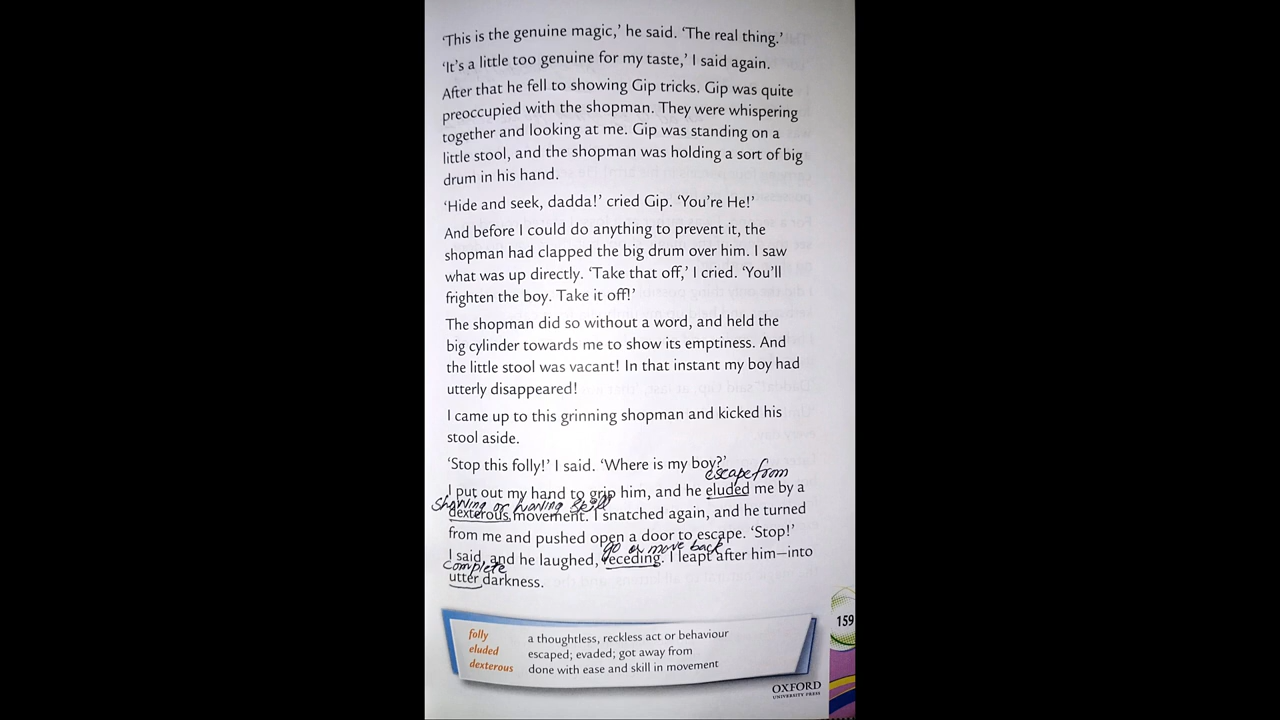 ‘This is the genuine magic,’ he said. ‘The real thing.’
‘It’s a little too genuine for my taste,’ I said again.
After that he fell to showing Gip tricks. Gip was quite
preoccupied with the shopman. They were whispering
together and looking at me. Gip was standing on a
little stool, and the shopman was holding a sort of big
drum in his hand.
‘Hide and seek, dadda!’ cried Gip. ‘You’re He!’
And before I could do anything to prevent it, the
shopman had clapped the big drum over him. I saw
what was up directly. ‘Take that off,’ I cried. ‘You’ll
frighten the boy. Take it off!’
The shopman did so without a word, and held the
big cylinder towards me to show its emptiness. And
the little stool was vacant! In that instant my boy had
utterly disappeared!
I came up to this grinning shopman and kicked his
stool aside.
‘Stop this folly!’ I said. ‘Where is my boy?’
escape from
I put out my hand to grip him, and he eluded me by a
showing or having skill
dexterous movement. I snatched again, and he turned
from me and pushed open a door to escape. ‘Stop!’
go or move back
I said, and he laughed, receding. I leapt after him—into
complete
utter darkness.
folly a thoughtless, reckless act or behaviour
eluded escaped; evaded; got away from
dexterous done with ease and skill in movement
159
OXFORD
UNIVERSITY PRESS